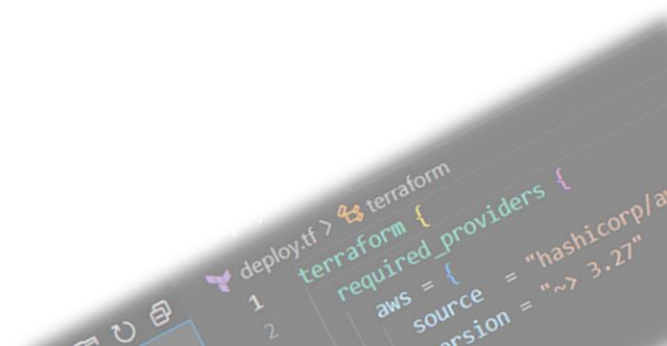 deploy.tf > terraform
1 terraform {
2 required_providers {
aws = {
source = "hashicorp/a
ersion = "~> 3.27"